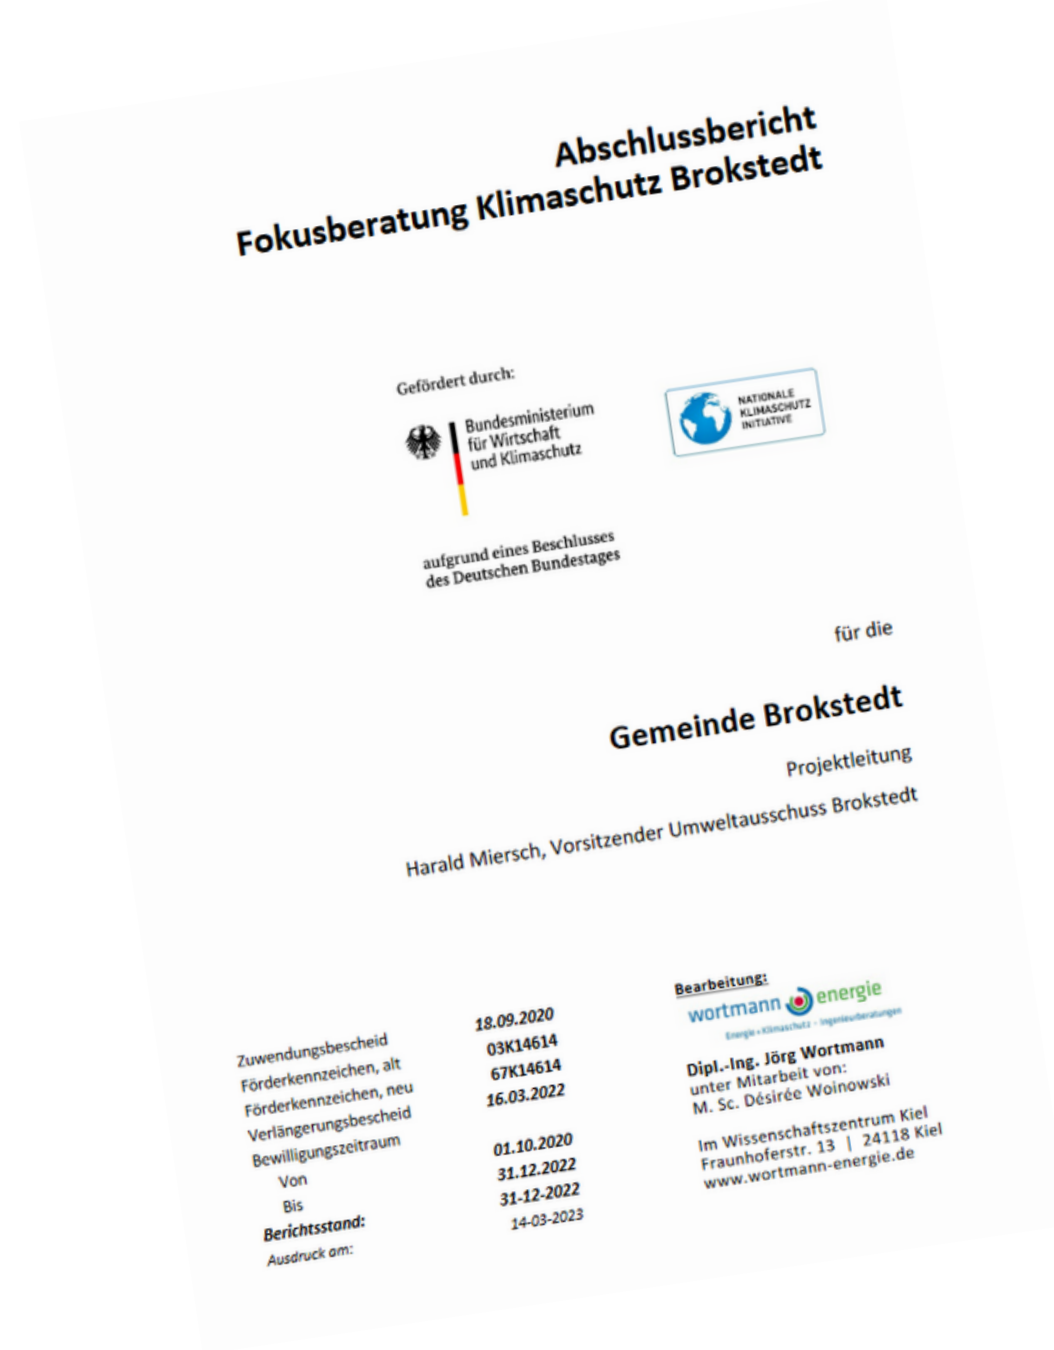 Abschlussbericht
Fokusberatung Klimaschutz Brokstedt
Gefördert durch:
Bundesministerium
für Wirtschaft
und Klimaschutz
NATIONALE
KLIMASCHUTZ
INITIATIVE
aufgrund eines Beschlusses
des Deutschen Bundestages
für die
Gemeinde Brokstedt
Projektleitung
Harald Miersch, Vorsitzender Umweltausschuss Brokstedt
Zuwendungsbescheid 18.09.2020
Förderkennzeichen, alt 03K14614
Förderkennzeichen, neu 67K14614
Verlängerungsbescheid 16.03.2022
Bewilligungszeitraum
Von 01.10.2020
Bis 31.12.2022
Berichtsstand: 31-12-2022
Ausdruck am: 14-03-2023
Bearbeitung:
wortmann energie
Energie + Klimaschutz - Ingenieurberatungen
Dipl.-Ing. Jörg Wortmann
unter Mitarbeit von:
M. Sc. Désirée Woinowski
Im Wissenschaftszentrum Kiel
Fraunhoferstr. 13 | 24118 Kiel
www.wortmann-energie.de